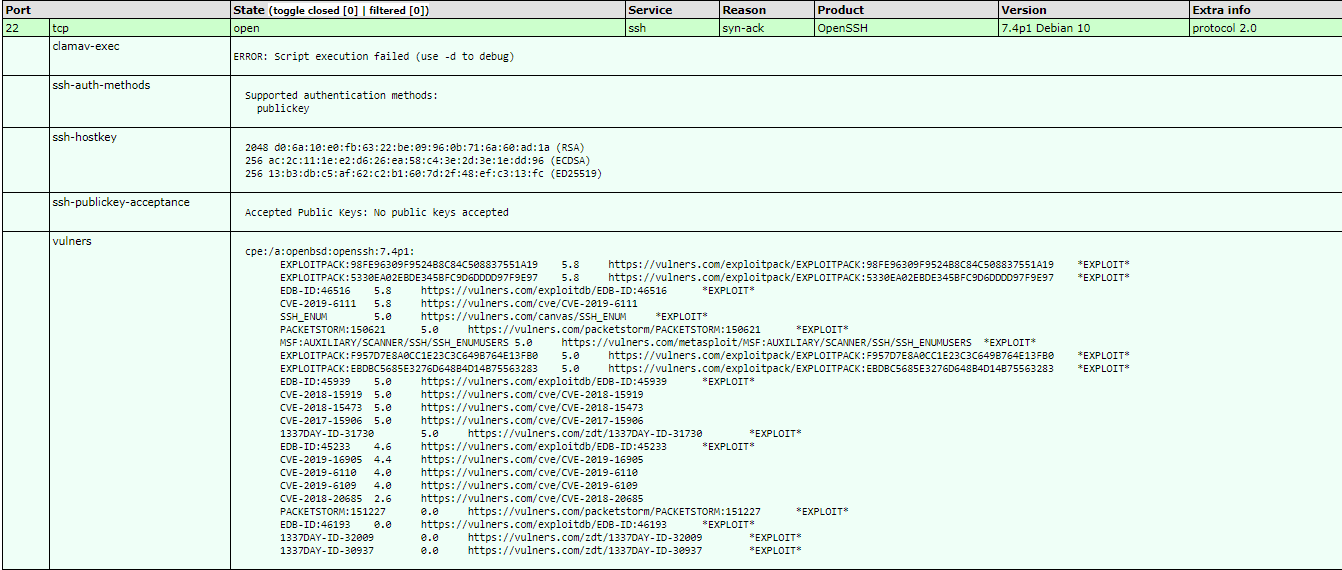 Port State (toggle closed [0] | filtered [0]) Service Reason Product Version Extra info
22 tcp open ssh syn-ack OpenSSH 7.4p1 Debian 10 protocol 2.0
clamav-exec
ERROR: Script execution failed (use -d to debug)
ssh-auth-methods
Supported authentication methods:
publickey
ssh-hostkey
2048 d0:6a:10:e0:fb:63:22:be:09:96:0b:71:6a:60:ad:1a (RSA)
256 ac:2c:11:1e:e2:d6:26:ea:58:c4:3e:2d:3e:1e:dd:96 (ECDSA)
256 13:b3:db:c5:af:62:c2:b1:60:7d:2f:48:ef:c3:13:fc (ED25519)
ssh-publickey-acceptance
Accepted Public Keys: No public keys accepted
vulners
cpe:/a:openbsd:openssh:7.4p1:
EXPLOITPACK:98FE96309F9524B8C84C508837551A19 5.8 https://vulners.com/exploitpack/EXPLOITPACK:98FE96309F9524B8C84C508837551A19 *EXPLOIT*
EXPLOITPACK:5330EA02EBDE345BFC9D6DDDD97F9E97 5.8 https://vulners.com/exploitpack/EXPLOITPACK:5330EA02EBDE345BFC9D6DDDD97F9E97 *EXPLOIT*
EDB-ID:46516 5.8 https://vulners.com/exploitdb/EDB-ID:46516 *EXPLOIT*
CVE-2019-6111 5.8 https://vulners.com/cve/CVE-2019-6111
SSH_ENUM 5.0 https://vulners.com/canvas/SSH_ENUM *EXPLOIT*
PACKETSTORM:150621 5.0 https://vulners.com/packetstorm/PACKETSTORM:150621 *EXPLOIT*
MSF:AUXILIARY/SCANNER/SSH/SSH_ENUMUSERS 5.0 https://vulners.com/metasploit/MSF:AUXILIARY/SCANNER/SSH/SSH_ENUMUSERS *EXPLOIT*
EXPLOITPACK:F957D7E8A0CC1E23C3C649B764E13FB0 5.0 https://vulners.com/exploitpack/EXPLOITPACK:F957D7E8A0CC1E23C3C649B764E13FB0 *EXPLOIT*
EXPLOITPACK:EBDBC5685E3276D648B4D14B75563283 5.0 https://vulners.com/exploitpack/EXPLOITPACK:EBDBC5685E3276D648B4D14B75563283 *EXPLOIT*
EDB-ID:45939 5.0 https://vulners.com/exploitdb/EDB-ID:45939 *EXPLOIT*
CVE-2018-15919 5.0 https://vulners.com/cve/CVE-2018-15919
CVE-2018-15473 5.0 https://vulners.com/cve/CVE-2018-15473
CVE-2017-15906 5.0 https://vulners.com/cve/CVE-2017-15906
1337DAY-ID-31730 5.0 https://vulners.com/zdt/1337DAY-ID-31730 *EXPLOIT*
EDB-ID:45233 4.6 https://vulners.com/exploitdb/EDB-ID:45233 *EXPLOIT*
CVE-2019-16905 4.4 https://vulners.com/cve/CVE-2019-16905
CVE-2019-6110 4.0 https://vulners.com/cve/CVE-2019-6110
CVE-2019-6109 4.0 https://vulners.com/cve/CVE-2019-6109
CVE-2018-20685 2.6 https://vulners.com/cve/CVE-2018-20685
PACKETSTORM:151227 0.0 https://vulners.com/packetstorm/PACKETSTORM:151227 *EXPLOIT*
EDB-ID:46193 0.0 https://vulners.com/exploitdb/EDB-ID:46193 *EXPLOIT*
1337DAY-ID-32009 0.0 https://vulners.com/zdt/1337DAY-ID-32009 *EXPLOIT*
1337DAY-ID-30937 0.0 https://vulners.com/zdt/1337DAY-ID-30937 *EXPLOIT*